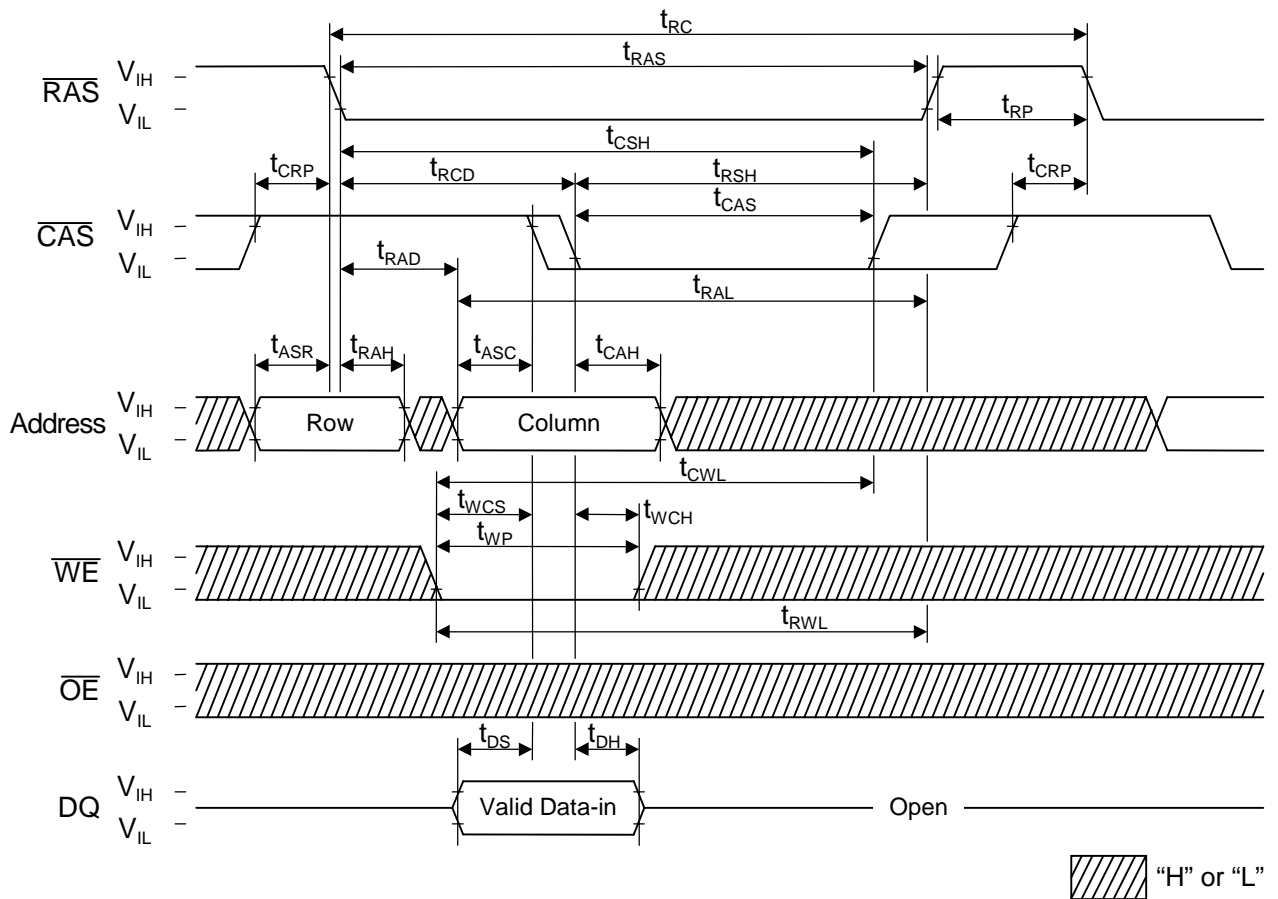 tRC
RAS VIH VIL
tRAS
tRP
tCSH
tCRP tRCD tRSH tCRP
CAS VIH VIL
tCAS
tRAD
tRAL
tASR tRAH tASC tCAH
Address VIH VIL
Row Column
tCWL
tWCS tWCH
tWP
WE VIH VIL
tRWL
OE VIH VIL
tDS tDH
DQ VIH VIL
Valid Data-in Open
“H” or “L”